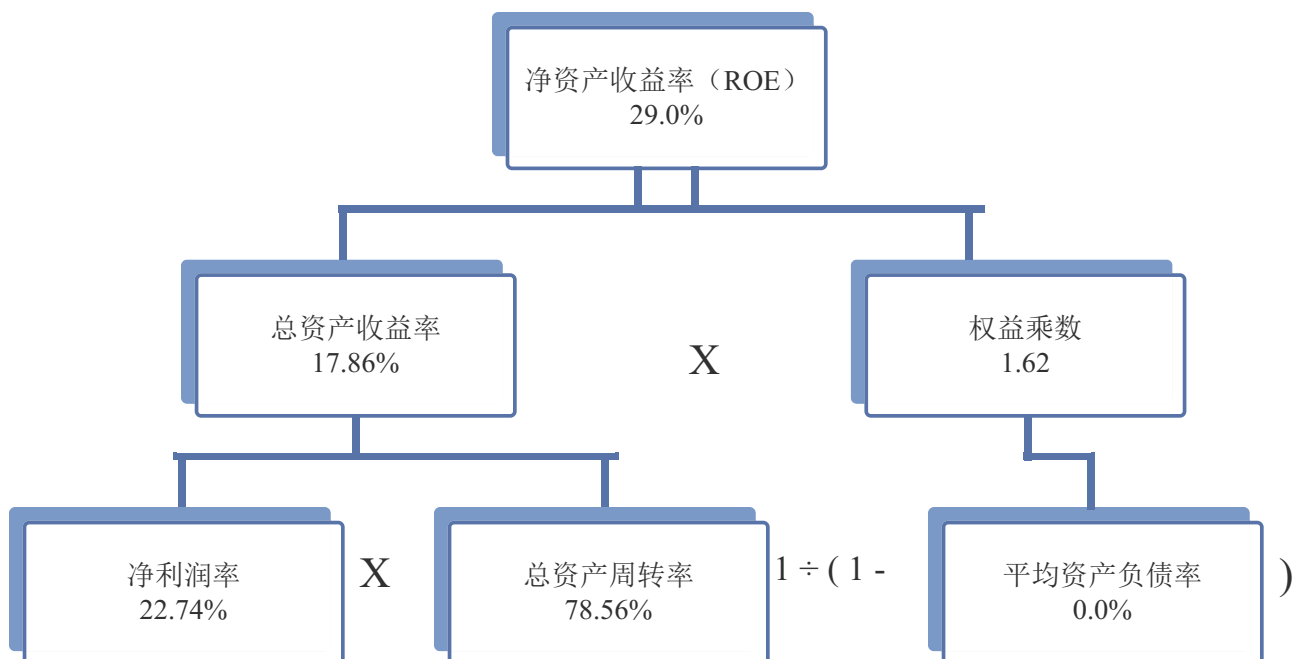 净资产收益率（ROE）
29.0%
总资产收益率
17.86%
X
权益乘数
1.62
净利润率
22.74%
X
总资产周转率
78.56%
1 ÷ ( 1 -
平均资产负债率
0.0%
)